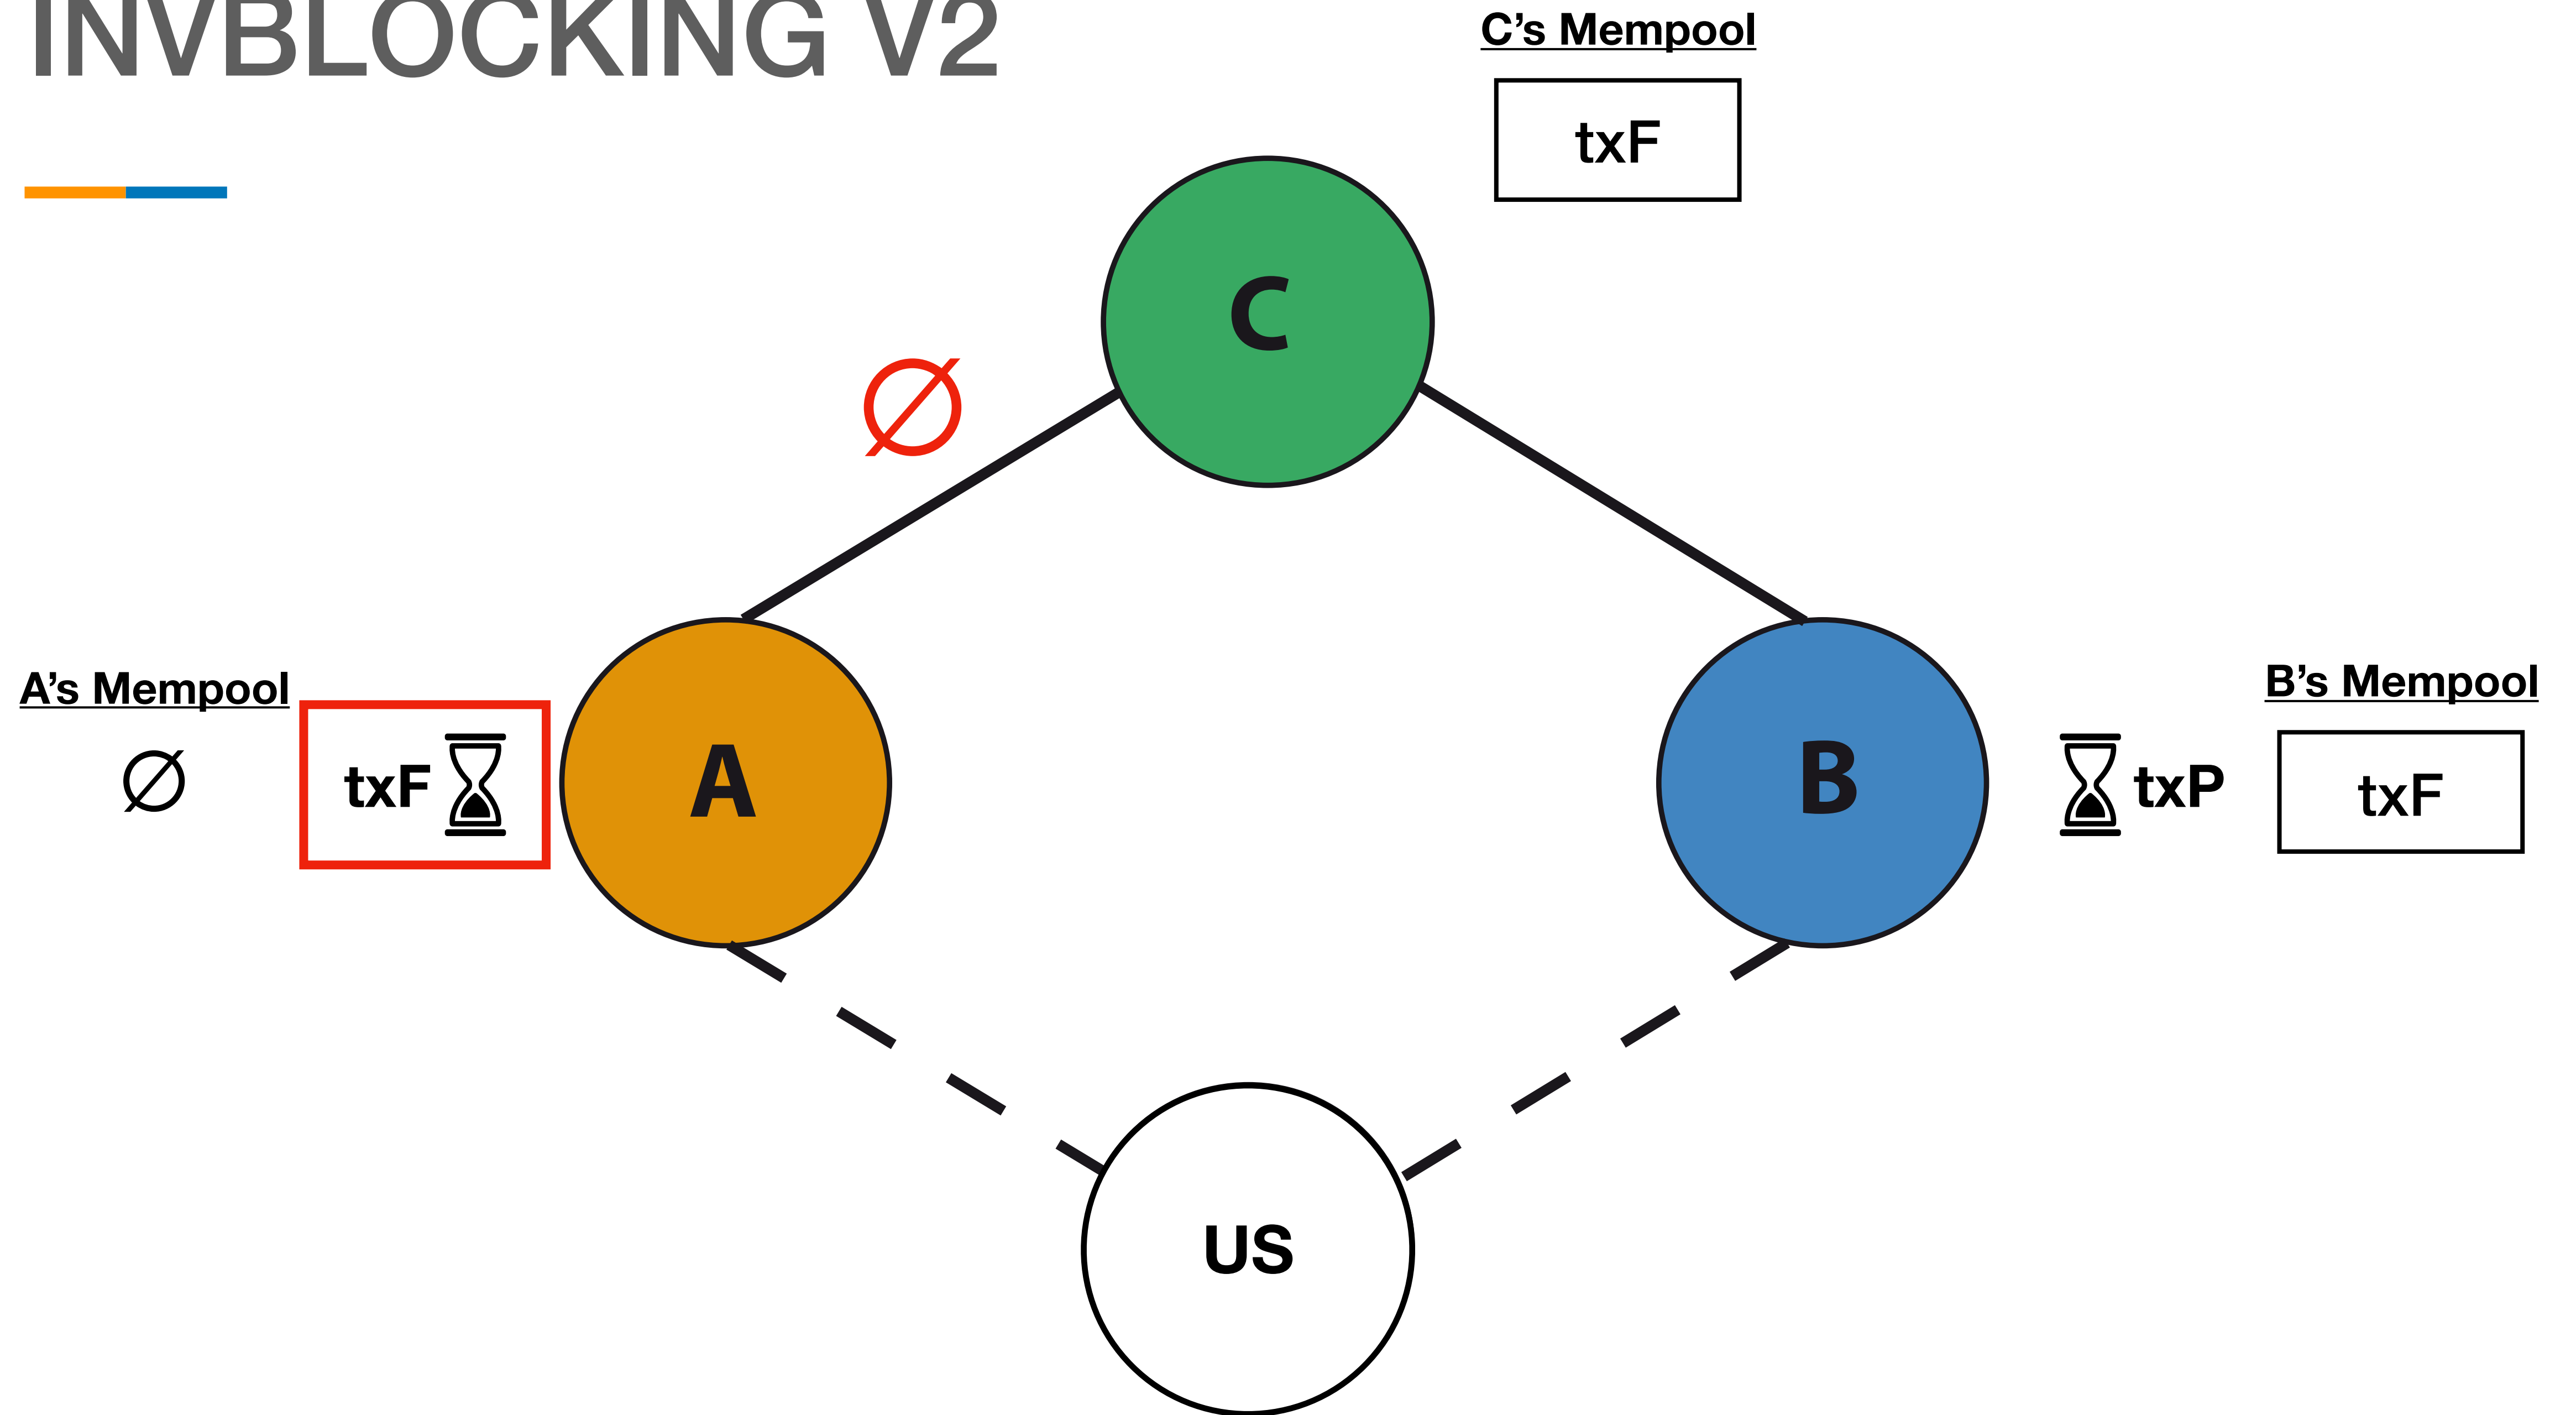 INVBLOCKING V2
C’s Mempool
txF
C
∅
A’s Mempool
∅
txF
A
B
txP
B’s Mempool
txF
US